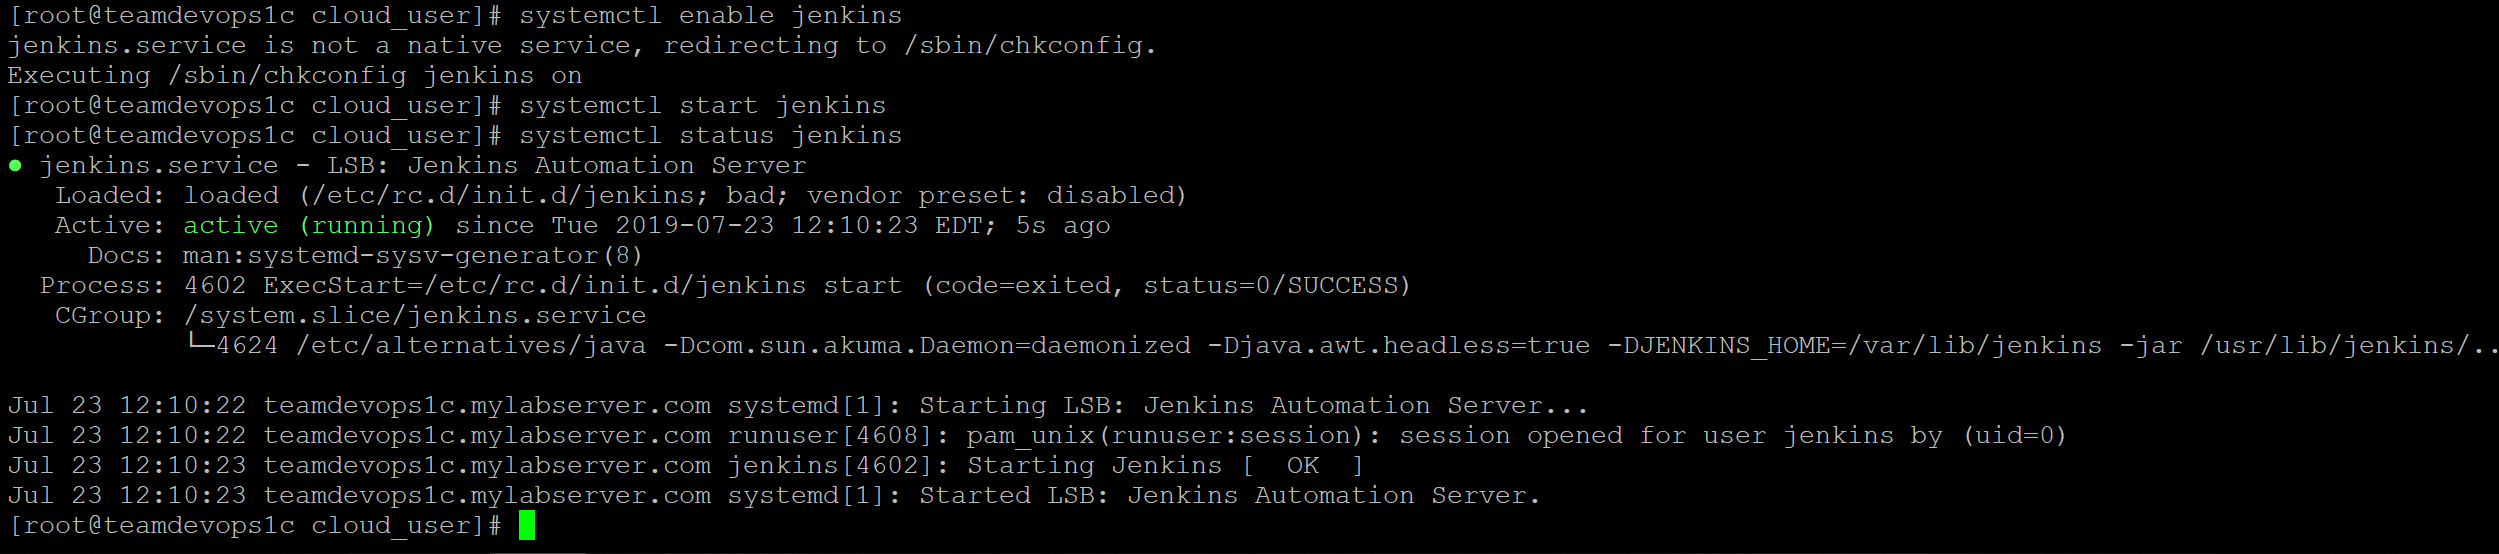 [root@teamdevops1c cloud_user]# systemctl enable jenkins
jenkins.service is not a native service, redirecting to /sbin/chkconfig.
Executing /sbin/chkconfig jenkins on
[root@teamdevops1c cloud_user]# systemctl start jenkins
[root@teamdevops1c cloud_user]# systemctl status jenkins
● jenkins.service - LSB: Jenkins Automation Server
   Loaded: loaded (/etc/rc.d/init.d/jenkins; bad; vendor preset: disabled)
   Active: active (running) since Tue 2019-07-23 12:10:23 EDT; 5s ago
     Docs: man:systemd-sysv-generator(8)
  Process: 4602 ExecStart=/etc/rc.d/init.d/jenkins start (code=exited, status=0/SUCCESS)
   CGroup: /system.slice/jenkins.service
           └─4624 /etc/alternatives/java -Dcom.sun.akuma.Daemon=daemonized -Djava.awt.headless=true -DJENKINS_HOME=/var/lib/jenkins -jar /usr/lib/jenkins/..

Jul 23 12:10:22 teamdevops1c.mylabserver.com systemd[1]: Starting LSB: Jenkins Automation Server...
Jul 23 12:10:22 teamdevops1c.mylabserver.com runuser[4608]: pam_unix(runuser:session): session opened for user jenkins by (uid=0)
Jul 23 12:10:23 teamdevops1c.mylabserver.com jenkins[4602]: Starting Jenkins [  OK  ]
Jul 23 12:10:23 teamdevops1c.mylabserver.com systemd[1]: Started LSB: Jenkins Automation Server.
[root@teamdevops1c cloud_user]#